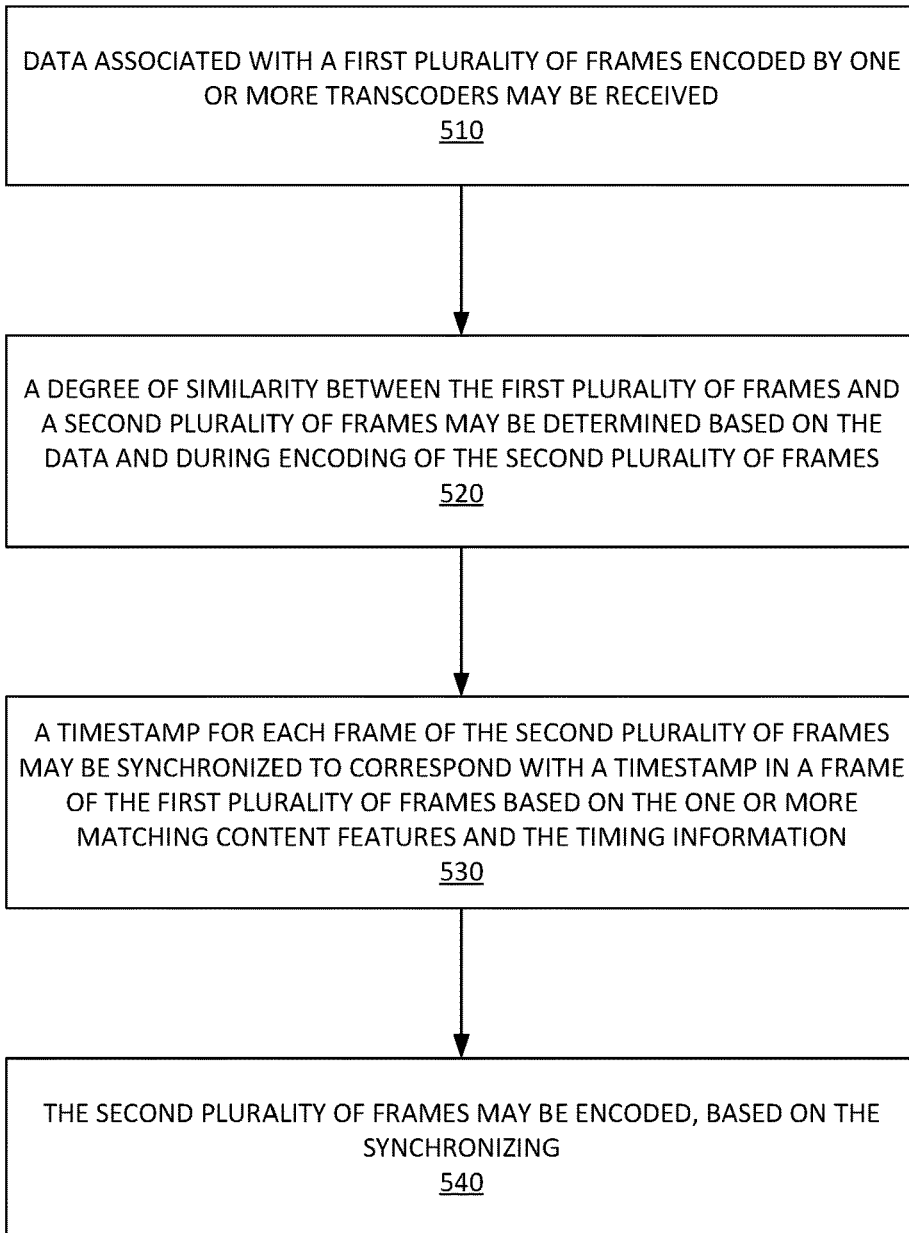 DATA ASSOCIATED WITH A FIRST PLURALITY OF FRAMES ENCODED BY ONE
OR MORE TRANSCODERS MAY BE RECEIVED
510
A DEGREE OF SIMILARITY BETWEEN THE FIRST PLURALITY OF FRAMES AND
A SECOND PLURALITY OF FRAMES MAY BE DETERMINED BASED ON THE
DATA AND DURING ENCODING OF THE SECOND PLURALITY OF FRAMES
520
A TIMESTAMP FOR EACH FRAME OF THE SECOND PLURALITY OF FRAMES
MAY BE SYNCHRONIZED TO CORRESPOND WITH A TIMESTAMP IN A FRAME
OF THE FIRST PLURALITY OF FRAMES BASED ON THE ONE OR MORE
MATCHING CONTENT FEATURES AND THE TIMING INFORMATION
530
THE SECOND PLURALITY OF FRAMES MAY BE ENCODED, BASED ON THE
SYNCHRONIZING
540